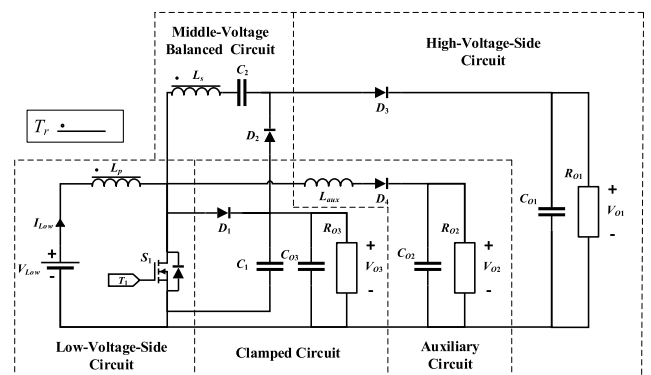 Middle-Voltage
Balanced Circuit
High-Voltage-Side
Circuit
Ls
C2
D3
Tr
D2
Lp
Laux
D4
ILow
D1
RO3
RO2
CO1
RO1
+
VO1
-
S1
T1
+
VLow
-
C1
CO3
+
VO3
-
CO2
+
VO2
-
Low-Voltage-Side
Circuit
Clamped Circuit
Auxiliary
Circuit